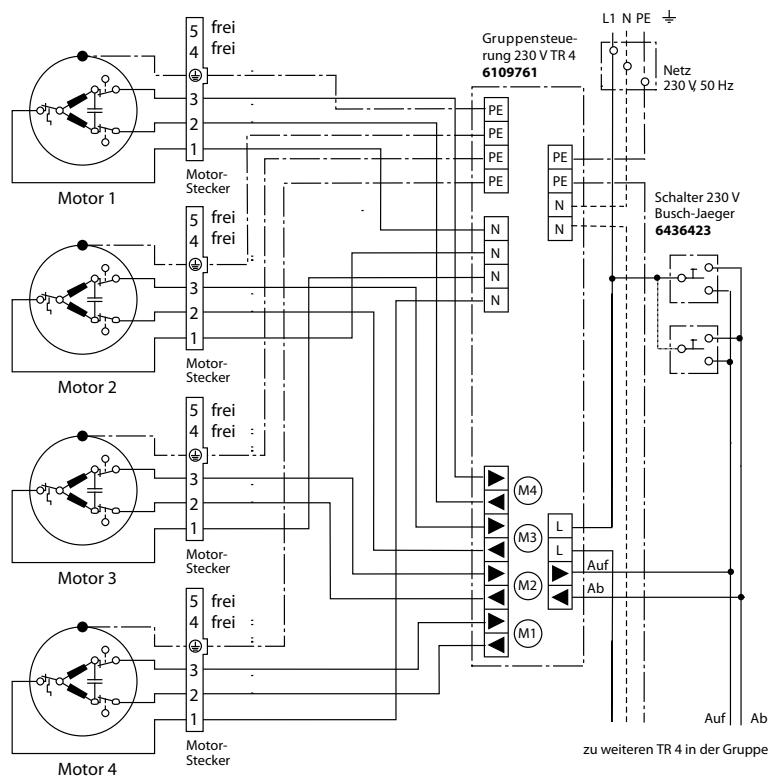 L1 N PE
Gruppensteue-
rung 230 V TR 4
6109761
Netz
230 V, 50 Hz
5 frei
4 frei
3
2
1
Motor-
Stecker
Motor 1
PE
PE
PE
PE
PE
PE
N
N
N
N
N
N
Schalter 230 V
Busch-Jaeger
6436423
5 frei
4 frei
3
2
1
Motor-
Stecker
Motor 2
5 frei
4 frei
3
2
1
Motor-
Stecker
Motor 3
M4
M3
M2
M1
L
L
Auf
Ab
5 frei
4 frei
3
2
1
Motor-
Stecker
Motor 4
Auf Ab
zu weiteren TR 4 in der Gruppe